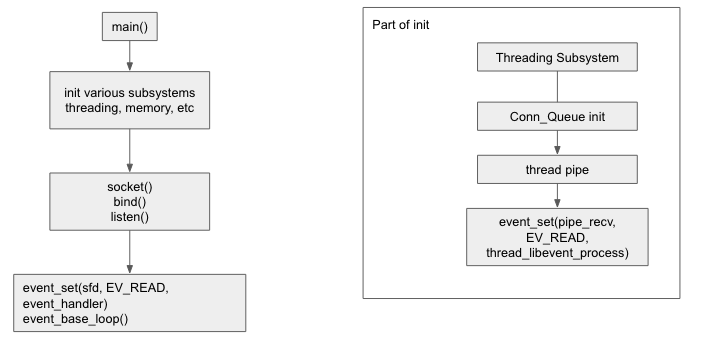 main()
init various subsystems
threading, memory, etc
socket()
bind()
listen()
event_set(sfd, EV_READ,
event_handler)
event_base_loop()
Part of init
Threading Subsystem
Conn_Queue init
thread pipe
event_set(pipe_recv,
EV_READ,
thread_libevent_process)